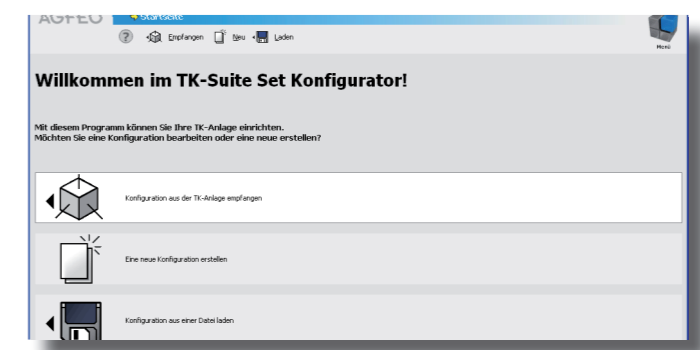 AGFEO Startseite
Empfangen Neu Laden
Menü
Willkommen im TK-Suite Set Konfigurator!
Mit diesem Programm können Sie Ihre TK-Anlage einrichten.
Möchten Sie eine Konfiguration bearbeiten oder eine neue erstellen?
Konfiguration aus der TK-Anlage empfangen
Eine neue Konfiguration erstellen
Konfiguration aus einer Datei laden